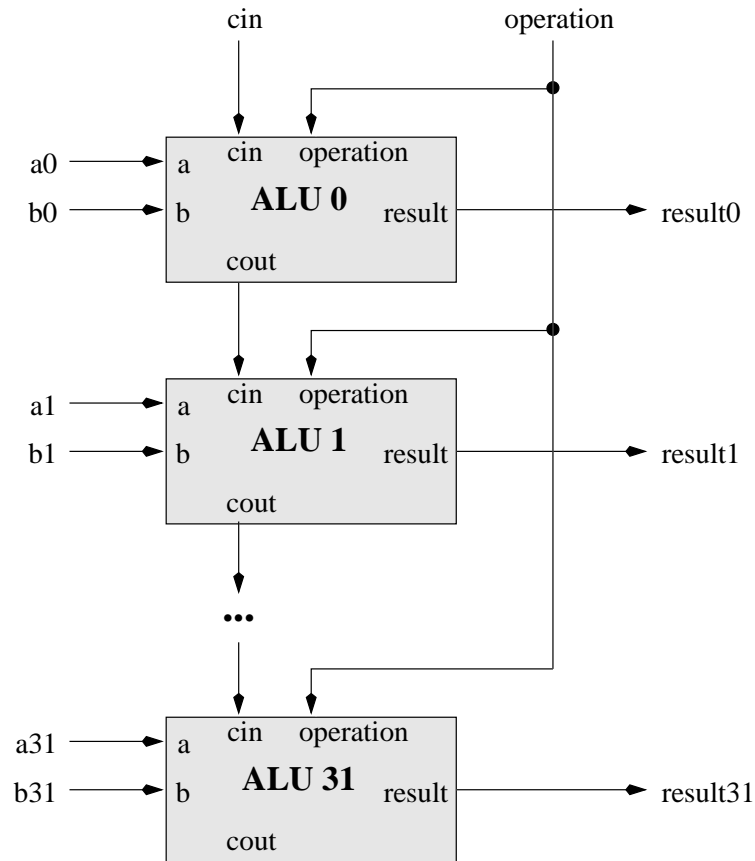 cin operation
cin operation
a0 a
ALU 0
b0 b result result0
cout
cin operation
a1 a
ALU 1
b1 b result result1
cout
...
cin operation
a31 a
ALU 31
b31 b result result31
cout